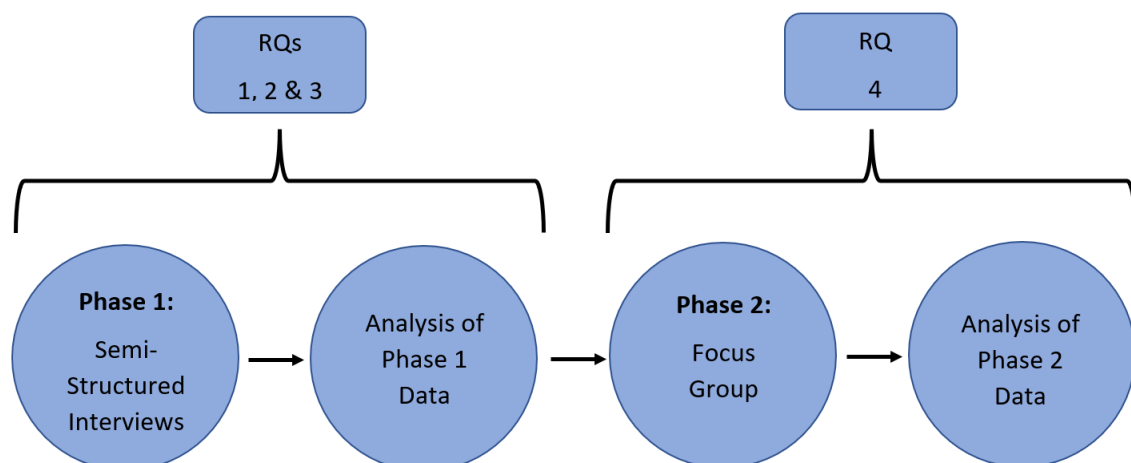 RQs
1, 2 & 3
RQ
4
Phase 1:
Semi-
Structured
Interviews
Analysis of
Phase 1
Data
Phase 2:
Focus
Group
Analysis of
Phase 2
Data